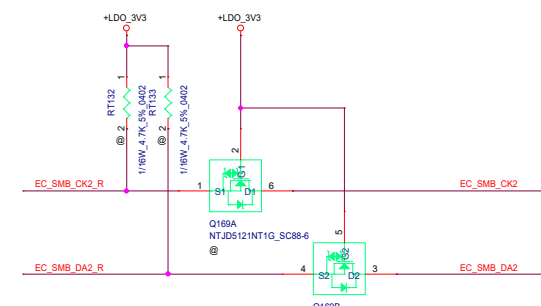 +LDO_3V3
+LDO_3V3
1
1
RT132
1/16W_4.7K_5%_0402
RT133
1/16W_4.7K_5%_0402
@ 2
@ 2
2
G1
EC_SMB_CK2_R
1
S1
D1
6
EC_SMB_CK2
Q169A
NTJD5121NT1G_SC88-6
@
5
G2
EC_SMB_DA2_R
4
S2
D2
3
EC_SMB_DA2
Q169B